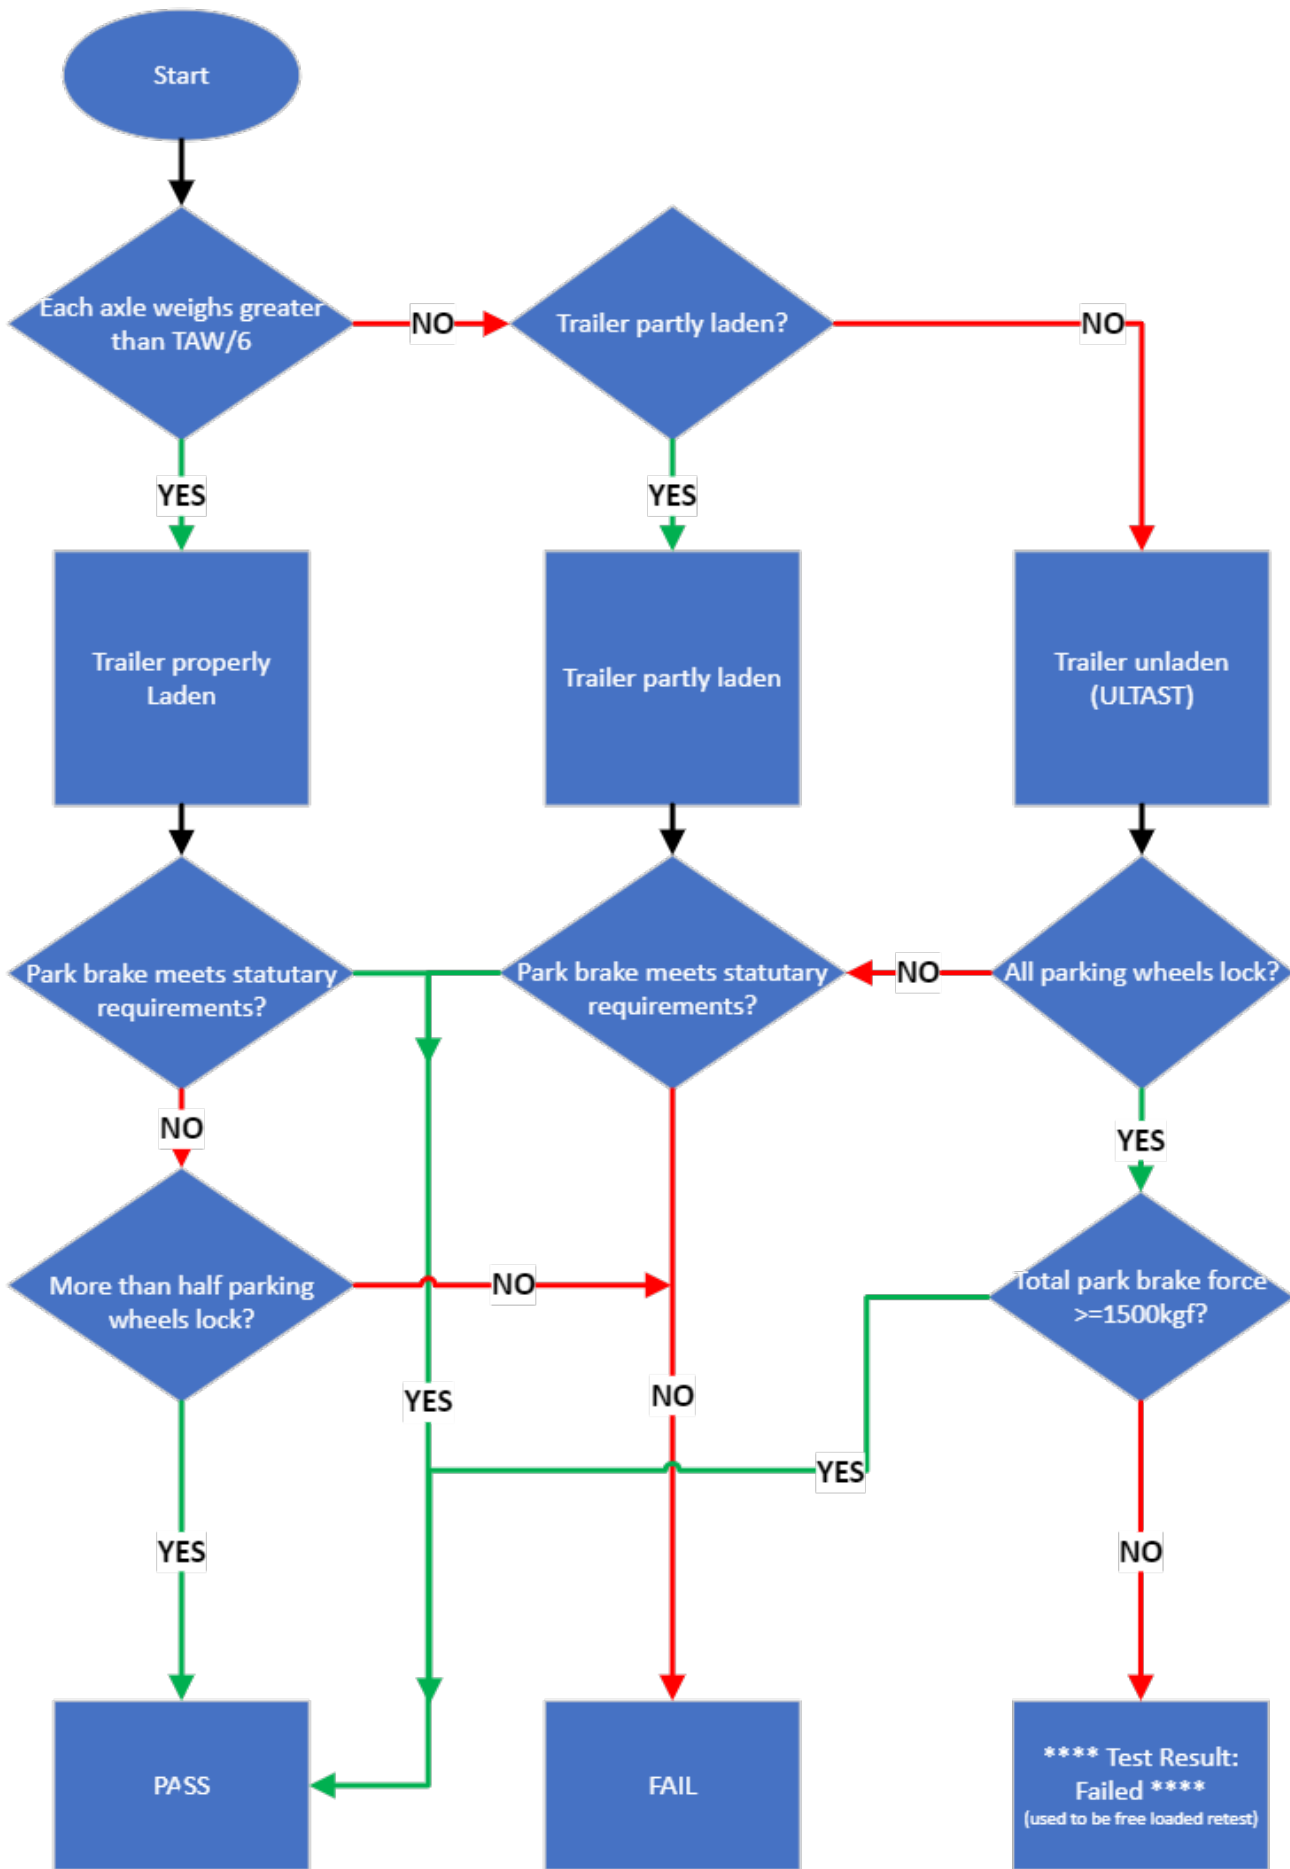 Start
Each axle weighs greater
than TAW/6
NO
Trailer partly laden?
NO
YES
YES
Trailer properly
Laden
Trailer partly laden
Trailer unladen
(ULTAST)
Park brake meets statutary
requirements?
Park brake meets statutary
requirements?
NO
All parking wheels lock?
NO
YES
More than half parking
wheels lock?
NO
Total park brake force
>=1500kgf?
YES
NO
YES
YES
NO
PASS
FAIL
**** Test Result:
Failed ****
(used to be free loaded retest)